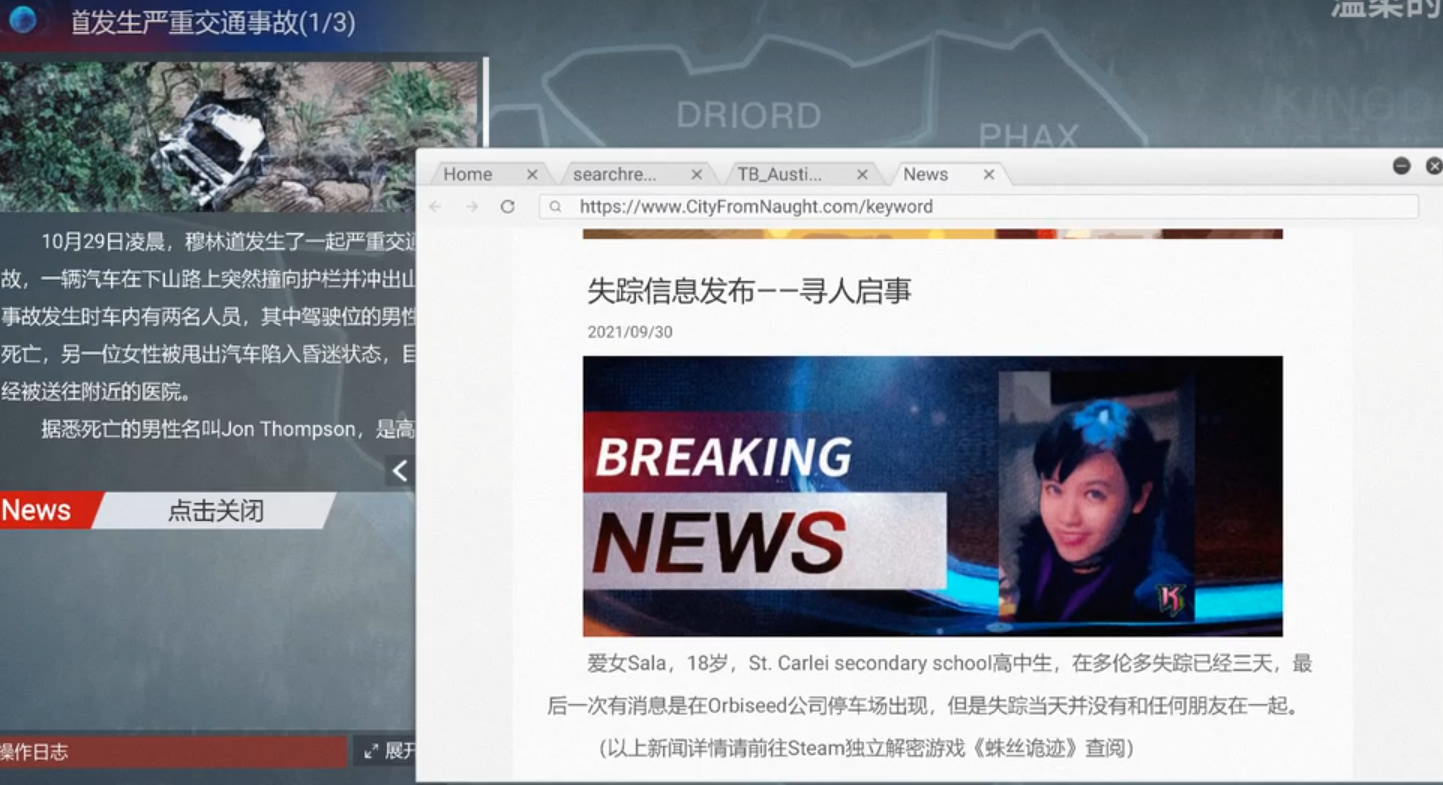 首发生严重交通事故(1/3)
温柔的
DRIORD
PHAX
KINGD
Home
searchre...
TB_Austi...
News
https://www.CityFromNaught.com/keyword
10月29日凌晨，穆林道发生了一起严重交通
故，一辆汽车在下山路上突然撞向护栏并冲出山
事故发生时车内有两名人员，其中驾驶位的男性
死亡，另一位女性被甩出汽车陷入昏迷状态，目
经被送往附近的医院。
据悉死亡的男性名叫Jon Thompson，是高
News
点击关闭
操作日志
展开
失踪信息发布——寻人启事
2021/09/30
BREAKING
NEWS
爱女Sala，18岁，St. Carlei secondary school高中生，在多伦多失踪已经三天，最
后一次有消息是在Orbiseed公司停车场出现，但是失踪当天并没有和任何朋友在一起。
（以上新闻详情请前往Steam独立解密游戏《蛛丝诡迹》查阅）